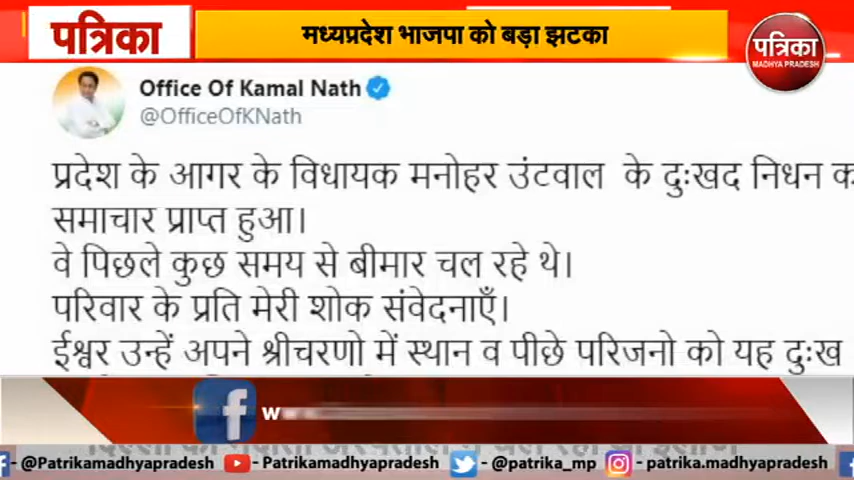 पत्रिका
मध्यप्रदेश भाजपा को बड़ा झटका
पत्रिका
MADHYA PRADESH
Office Of Kamal Nath
@OfficeOfKNath
प्रदेश के आगर के विधायक मनोहर उंटवाल के दुःखद निधन क
समाचार प्राप्त हुआ।
वे पिछले कुछ समय से बीमार चल रहे थे।
परिवार के प्रति मेरी शोक संवेदनाएँ।
ईश्वर उन्हें अपने श्रीचरणो में स्थान व पीछे परिजनो को यह दुःख
f w
- @Patrikamadhyapradesh - Patrikamadhyapradesh - @patrika_mp - patrika.madhyapradesh